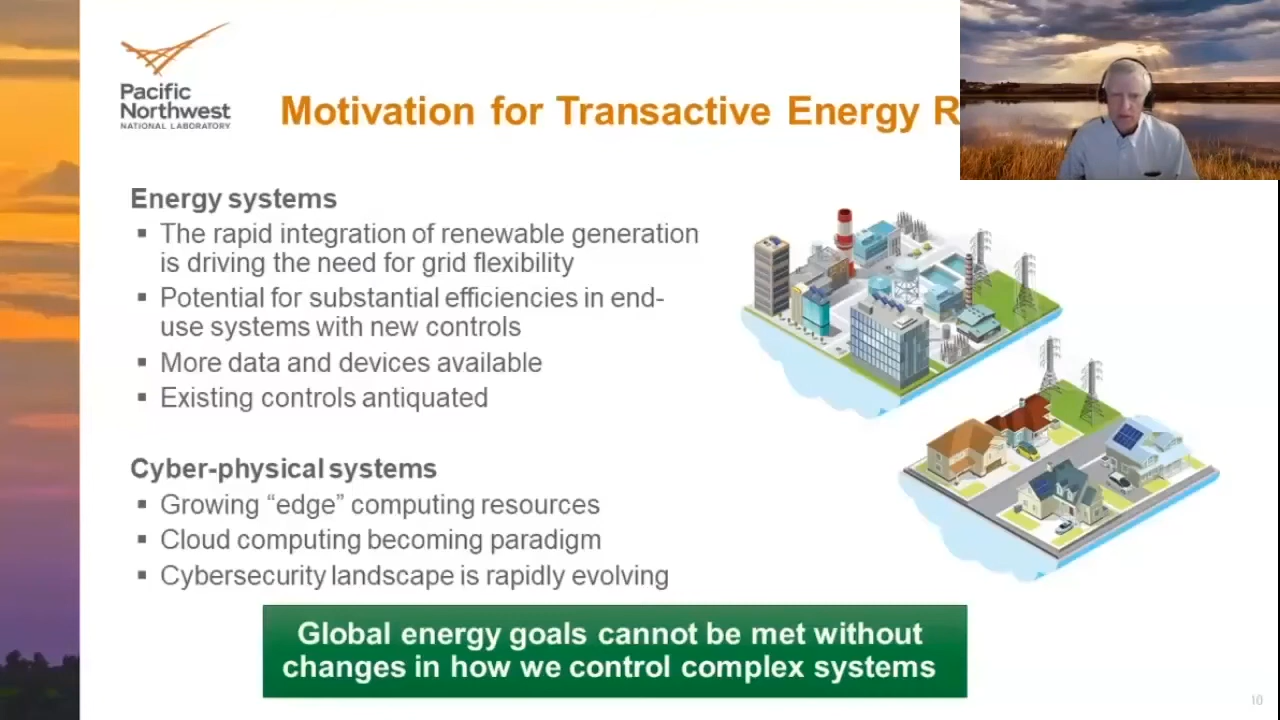 Pacific
Northwest
NATIONAL LABORATORY
Motivation for Transactive Energy R
Energy systems
▪ The rapid integration of renewable generation
is driving the need for grid flexibility
▪ Potential for substantial efficiencies in end-
use systems with new controls
▪ More data and devices available
▪ Existing controls antiquated
Cyber-physical systems
▪ Growing “edge” computing resources
▪ Cloud computing becoming paradigm
▪ Cybersecurity landscape is rapidly evolving
Global energy goals cannot be met without
changes in how we control complex systems
10